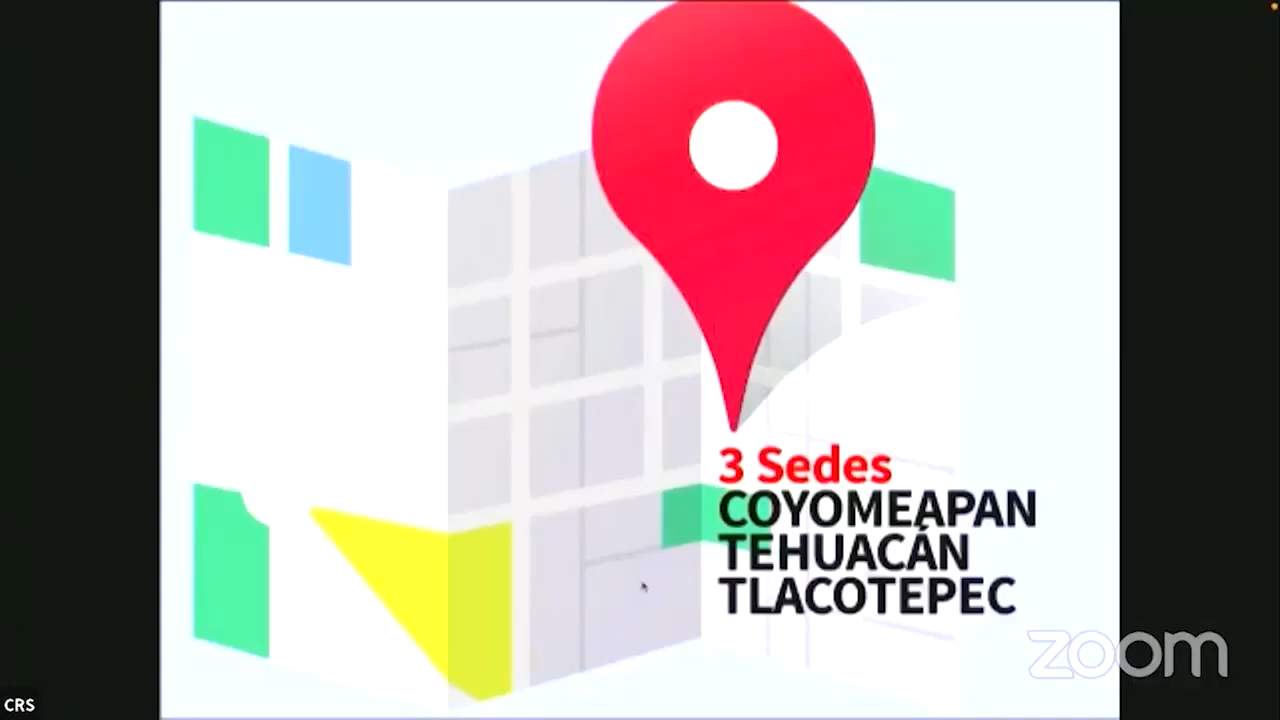 3 Sedes
COYOMEAPAN
TEHUACÁN
TLACOTEPEC
zoom
CRS